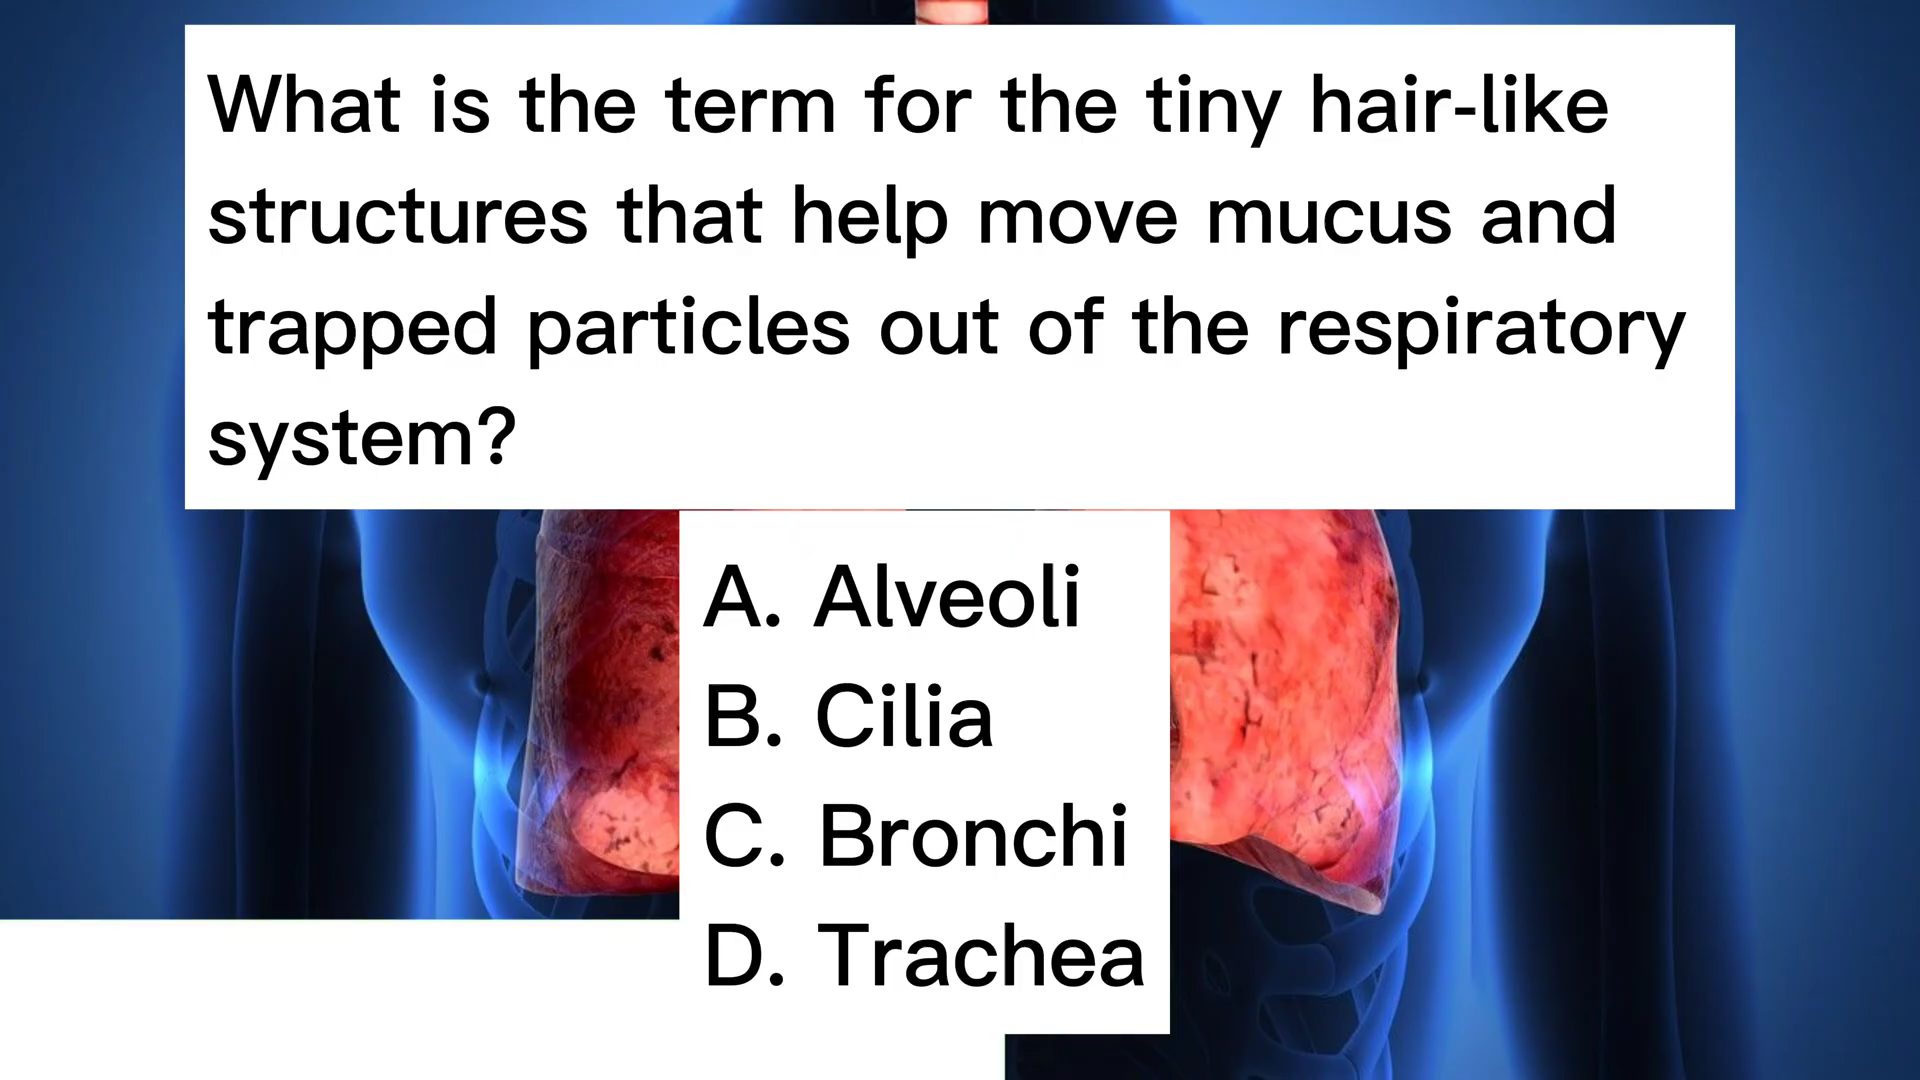 What is the term for the tiny hair-like
structures that help move mucus and
trapped particles out of the respiratory
system?
A. Alveoli
B. Cilia
C. Bronchi
D. Trachea